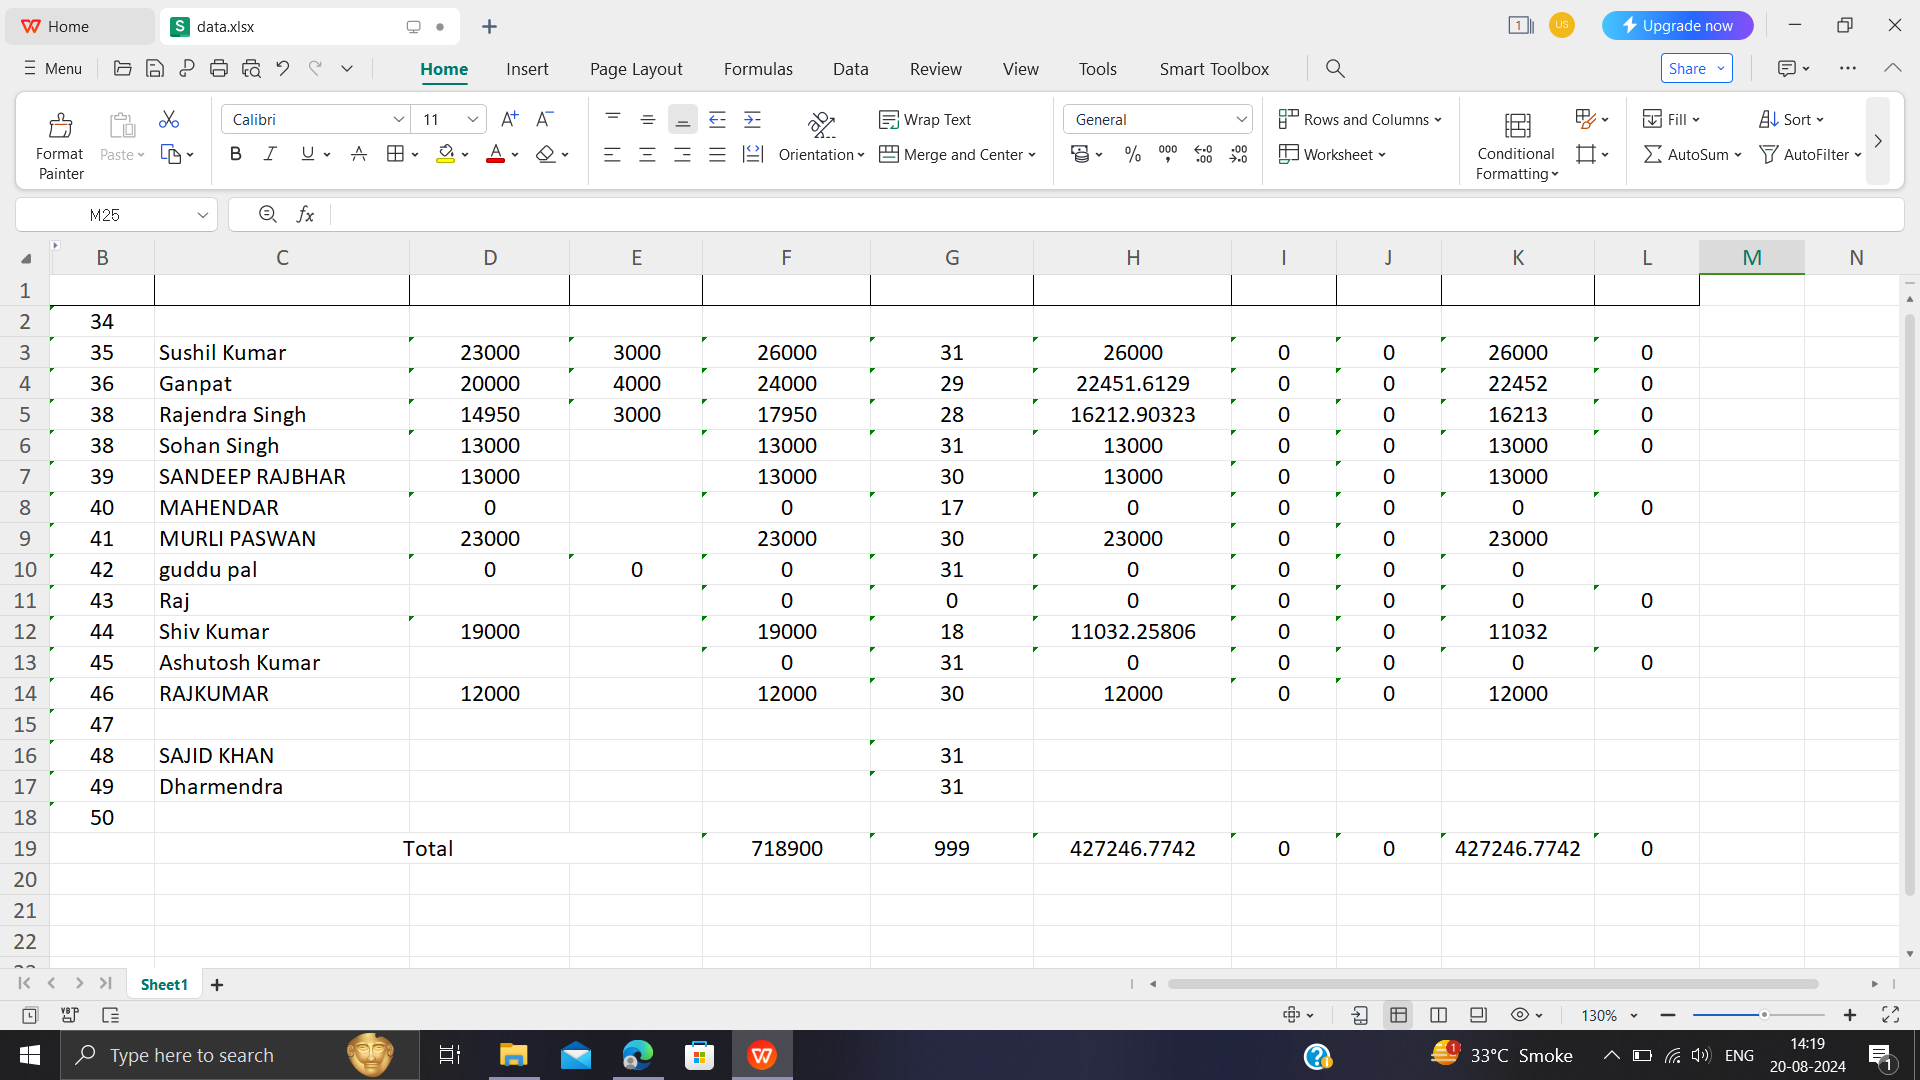 Home data.xlsx 1 US Upgrade now
Menu Home Insert Page Layout Formulas Data Review View Tools Smart Toolbox Share
Format Painter Paste Calibri 11 A+ A- Wrap Text General Rows and Columns Conditional Formatting Fill Sort
B I U A A Orientation Merge and Center % 000 Worksheet AutoSum AutoFilter
M25 fx
B C D E F G H I J K L M N
1
2 34
3 35 Sushil Kumar 23000 3000 26000 31 26000 0 0 26000 0
4 36 Ganpat 20000 4000 24000 29 22451.6129 0 0 22452 0
5 38 Rajendra Singh 14950 3000 17950 28 16212.90323 0 0 16213 0
6 38 Sohan Singh 13000 13000 31 13000 0 0 13000 0
7 39 SANDEEP RAJBHAR 13000 13000 30 13000 0 0 13000
8 40 MAHENDAR 0 0 17 0 0 0 0 0
9 41 MURLI PASWAN 23000 23000 30 23000 0 0 23000
10 42 guddu pal 0 0 0 31 0 0 0 0
11 43 Raj 0 0 0 0 0 0 0
12 44 Shiv Kumar 19000 19000 18 11032.25806 0 0 11032
13 45 Ashutosh Kumar 0 31 0 0 0 0 0
14 46 RAJKUMAR 12000 12000 30 12000 0 0 12000
15 47
16 48 SAJID KHAN 31
17 49 Dharmendra 31
18 50
19 Total 718900 999 427246.7742 0 0 427246.7742 0
20
21
22
Sheet1
130%
Type here to search 1 33°C Smoke ENG 14:19
20-08-2024 1